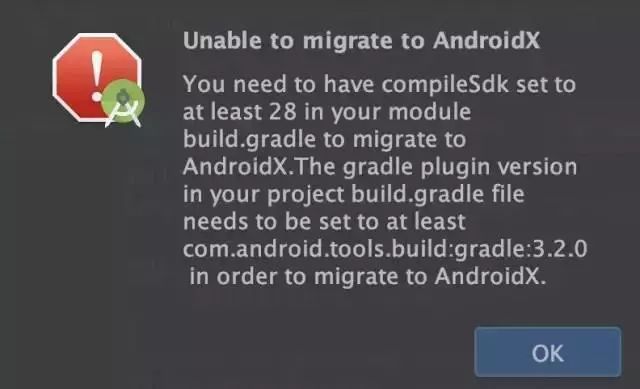 Unable to migrate to AndroidX
You need to have compileSdk set to
at least 28 in your module
build.gradle to migrate to
AndroidX.The gradle plugin version
in your project build.gradle file
needs to be set to at least
com.android.tools.build:gradle:3.2.0
in order to migrate to AndroidX.
OK